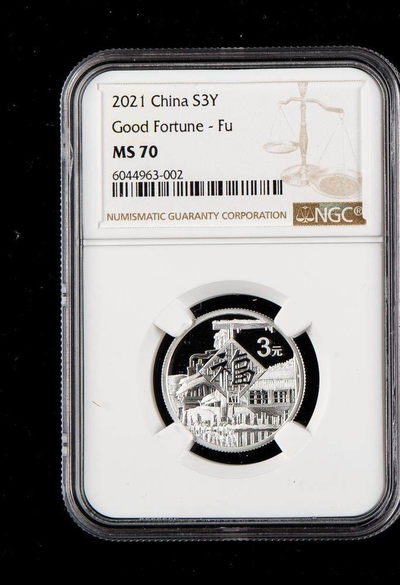 2021 China S3Y
Good Fortune - Fu
MS 70
6044963-002
NUMISMATIC GUARANTY CORPORATION NGC®
3元
福